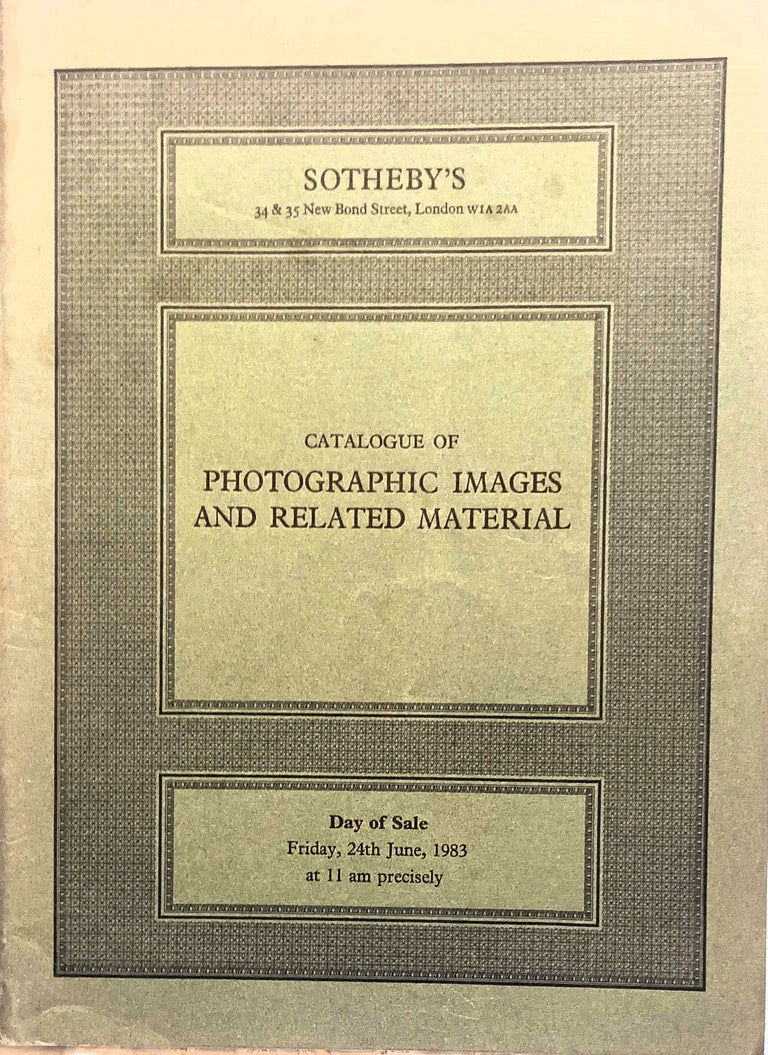 SOTHEBY'S
34 & 35 New Bond Street, London W1A 2AA
CATALOGUE OF
PHOTOGRAPHIC IMAGES
AND RELATED MATERIAL
Day of Sale
Friday, 24th June, 1983
at 11 am precisely